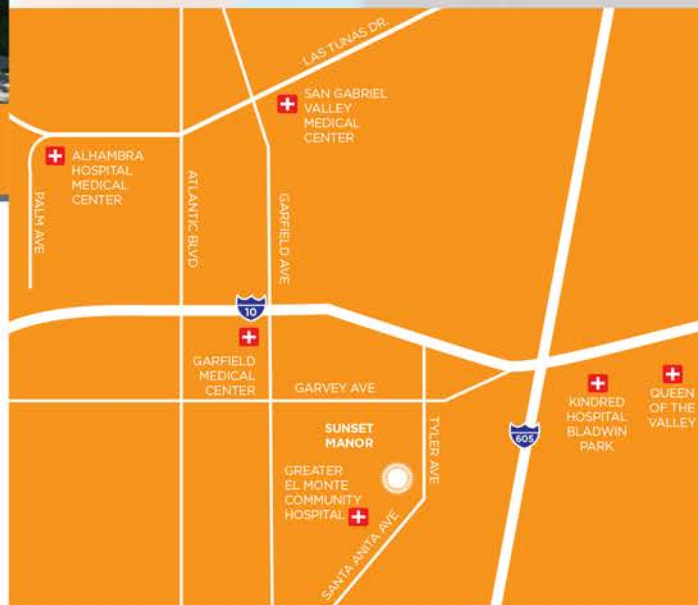 LAS TUNAS DR.
SAN GABRIEL
VALLEY
MEDICAL
CENTER
ALHAMBRA
HOSPITAL
MEDICAL
CENTER
PALM AVE
ATLANTIC BLVD
GARFIELD AVE
10
GARFIELD
MEDICAL
CENTER
GARVEY AVE
KINDRED
HOSPITAL
BLADWIN
PARK
QUEEN
OF THE
VALLEY
SUNSET
MANOR
TYLER AVE
605
GREATER
EL MONTE
COMMUNITY
HOSPITAL
SANTA ANITA AVE